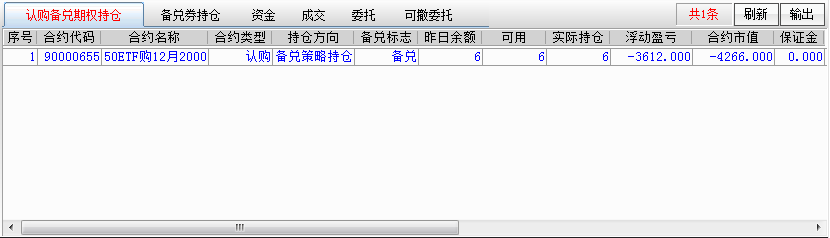 认购备兑期权持仓 备兑券持仓 资金 成交 委托 可撤委托 共1条 刷新 输出
序号 合约代码 合约名称 合约类型 持仓方向 备兑标志 昨日余额 可用 实际持仓 浮动盈亏 合约市值 保证金
1 90000655 50ETF购12月2000 认购 备兑策略持仓 备兑 6 6 6 -3612.000 -4266.000 0.000